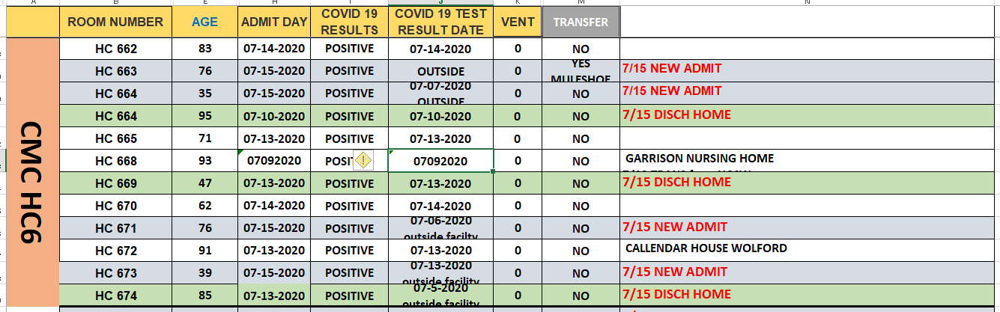 A B E H I J K M N
ROOM NUMBER AGE ADMIT DAY COVID 19 RESULTS COVID 19 TEST RESULT DATE VENT TRANSFER
CMC HC6
HC 662 83 07-14-2020 POSITIVE 07-14-2020 0 NO
HC 663 76 07-15-2020 POSITIVE OUTSIDE 0 YES MULESHOE 7/15 NEW ADMIT
HC 664 35 07-15-2020 POSITIVE 07-07-2020 OUTSIDE 0 NO 7/15 NEW ADMIT
HC 664 95 07-10-2020 POSITIVE 07-10-2020 0 NO 7/15 DISCH HOME
HC 665 71 07-13-2020 POSITIVE 07-13-2020 0 NO
HC 668 93 07092020 POSIT 07092020 0 NO GARRISON NURSING HOME
HC 669 47 07-13-2020 POSITIVE 07-13-2020 0 NO 7/15 DISCH HOME
HC 670 62 07-14-2020 POSITIVE 07-14-2020 0 NO
HC 671 76 07-15-2020 POSITIVE 07-06-2020 outside facilty 0 NO 7/15 NEW ADMIT
HC 672 91 07-13-2020 POSITIVE 07-13-2020 0 NO CALLENDAR HOUSE WOLFORD
HC 673 39 07-15-2020 POSITIVE 07-13-2020 outside facility 0 NO 7/15 NEW ADMIT
HC 674 85 07-13-2020 POSITIVE 07-5-2020 outside facility 0 NO 7/15 DISCH HOME